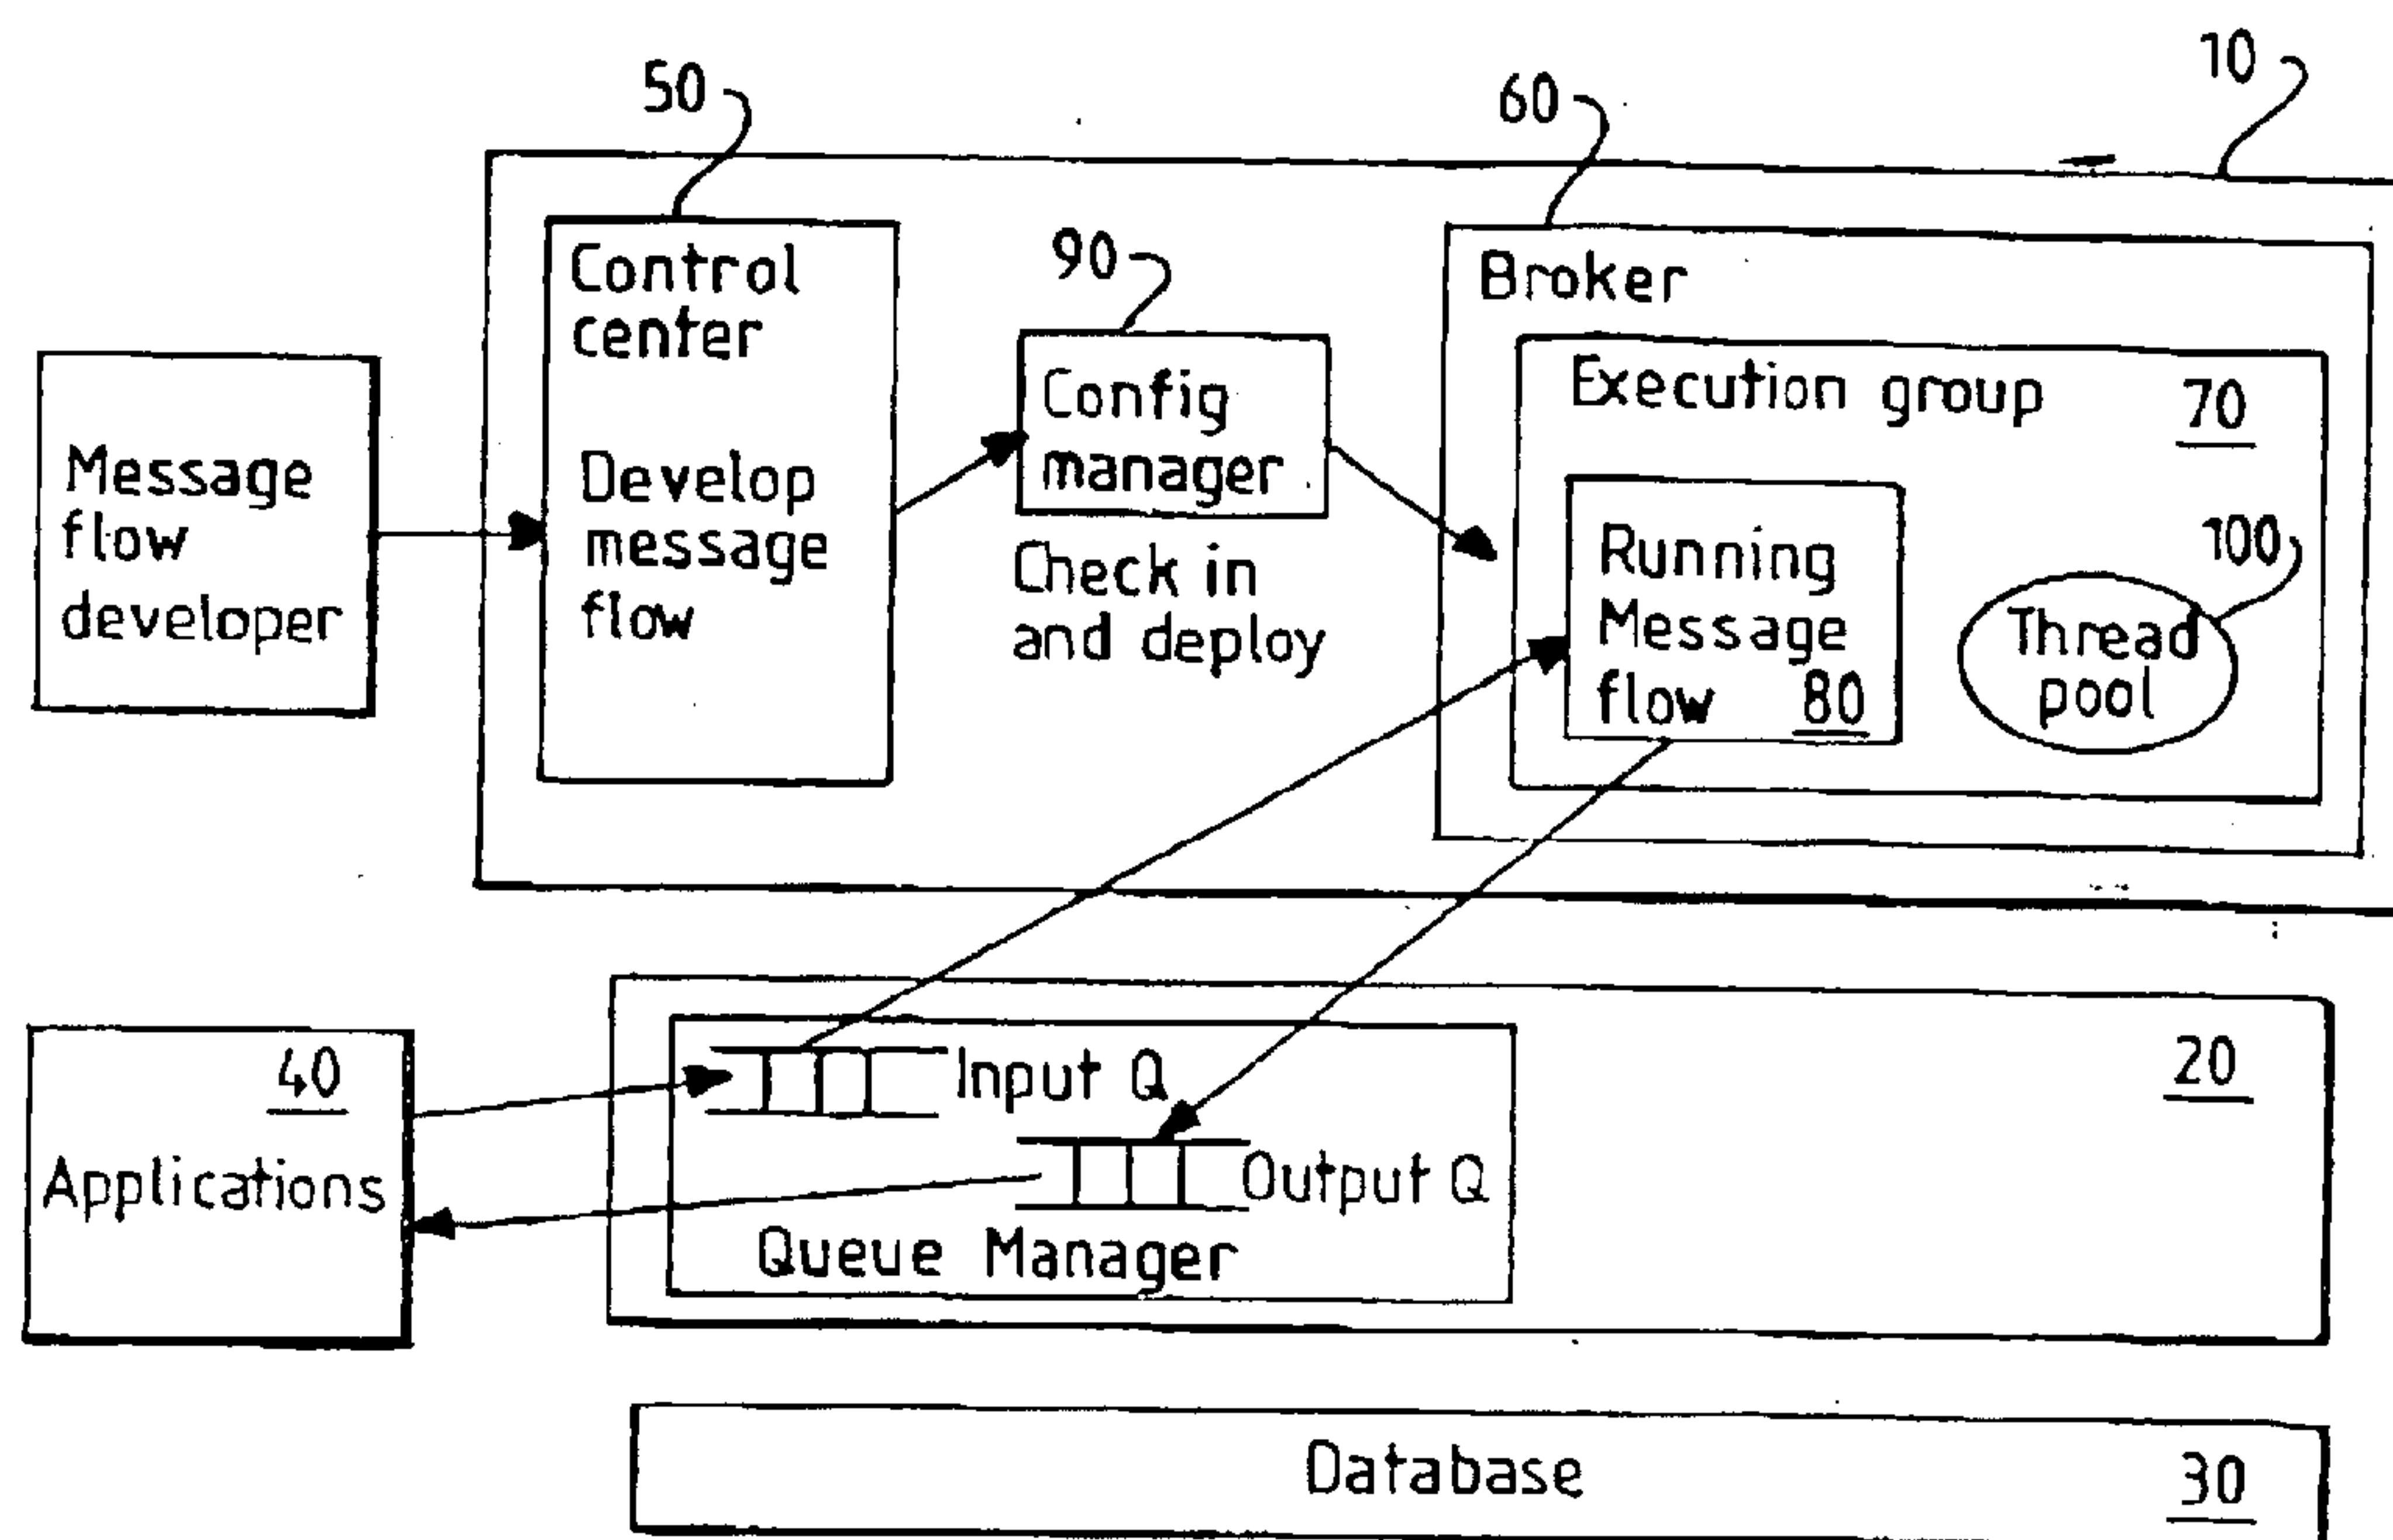 10
50
60
Control
center
Develop
message
flow
90
Config
manager
Check in
and deploy
Broker
Execution group
70
Running
Message
flow 80
100
Thread
pool
Message
flow
developer
40
Applications
Input Q
Output Q
Queue Manager
20
Database
30